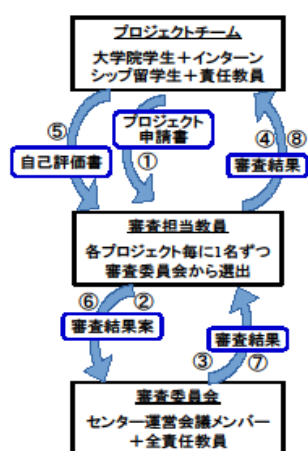 プロジェクトチーム
大学院学生＋インターン
シップ留学生＋責任教員
⑤
プロジェクト
申請書
①
自己評価書
④ ⑧
審査結果
審査担当教員
各プロジェクト毎に1名ずつ
審査委員会から選出
⑥ ②
審査結果案
審査結果
③ ⑦
審査委員会
センター運営会議メンバー
＋全責任教員